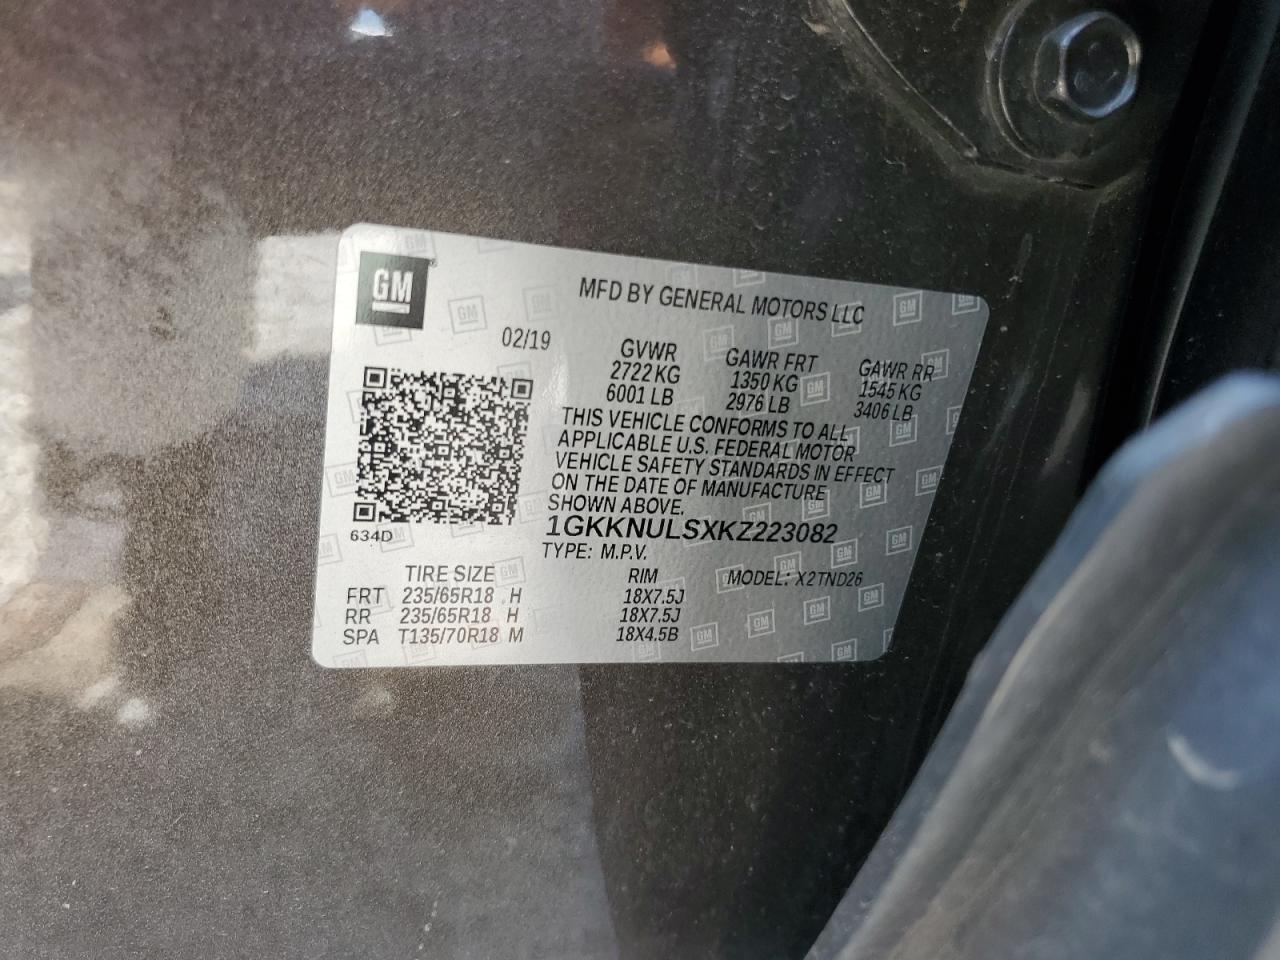 GM
MFD BY GENERAL MOTORS LLC
02/19
GVWR GAWR FRT GAWR RR
2722 KG 1350 KG 1545 KG
6001 LB 2976 LB 3406 LB
THIS VEHICLE CONFORMS TO ALL
APPLICABLE U.S. FEDERAL MOTOR
VEHICLE SAFETY STANDARDS IN EFFECT
ON THE DATE OF MANUFACTURE
SHOWN ABOVE.
634D
1GKKNULSXKZ223082
TYPE: M.P.V.
TIRE SIZE RIM MODEL: X2TND26
FRT 235/65R18 H 18X7.5J
RR 235/65R18 H 18X7.5J
SPA T135/70R18 M 18X4.5B